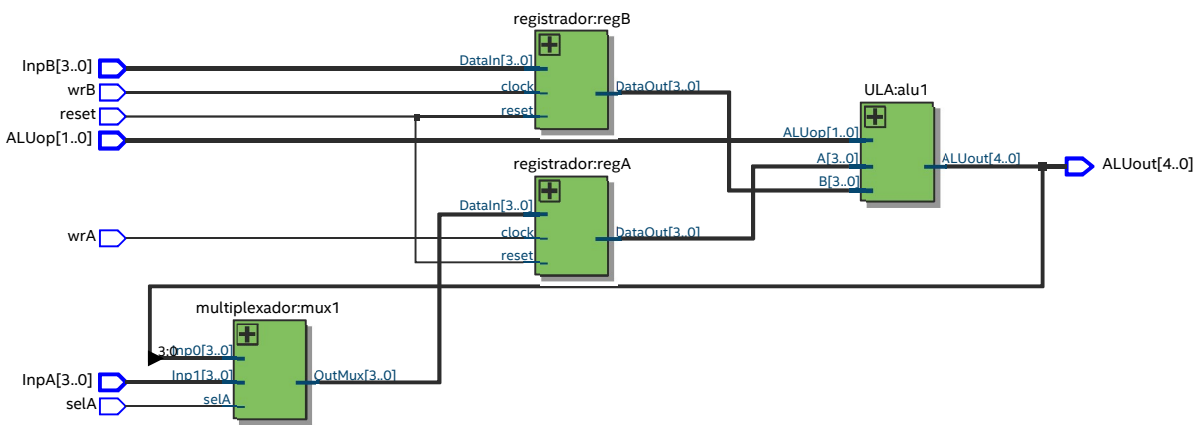 registrador:regB
InpB[3..0]
DataIn[3..0]
wrB
clock
DataOut[3..0]
ULA:alu1
reset
reset
ALUop[1..0]
ALUop[1..0]
registrador:regA
A[3..0]
ALUout[4..0]
ALUout[4..0]
B[3..0]
DataIn[3..0]
wrA
clock
DataOut[3..0]
reset
multiplexador:mux1
3:0
Inp0[3..0]
InpA[3..0]
Inp1[3..0]
OutMux[3..0]
selA
selA